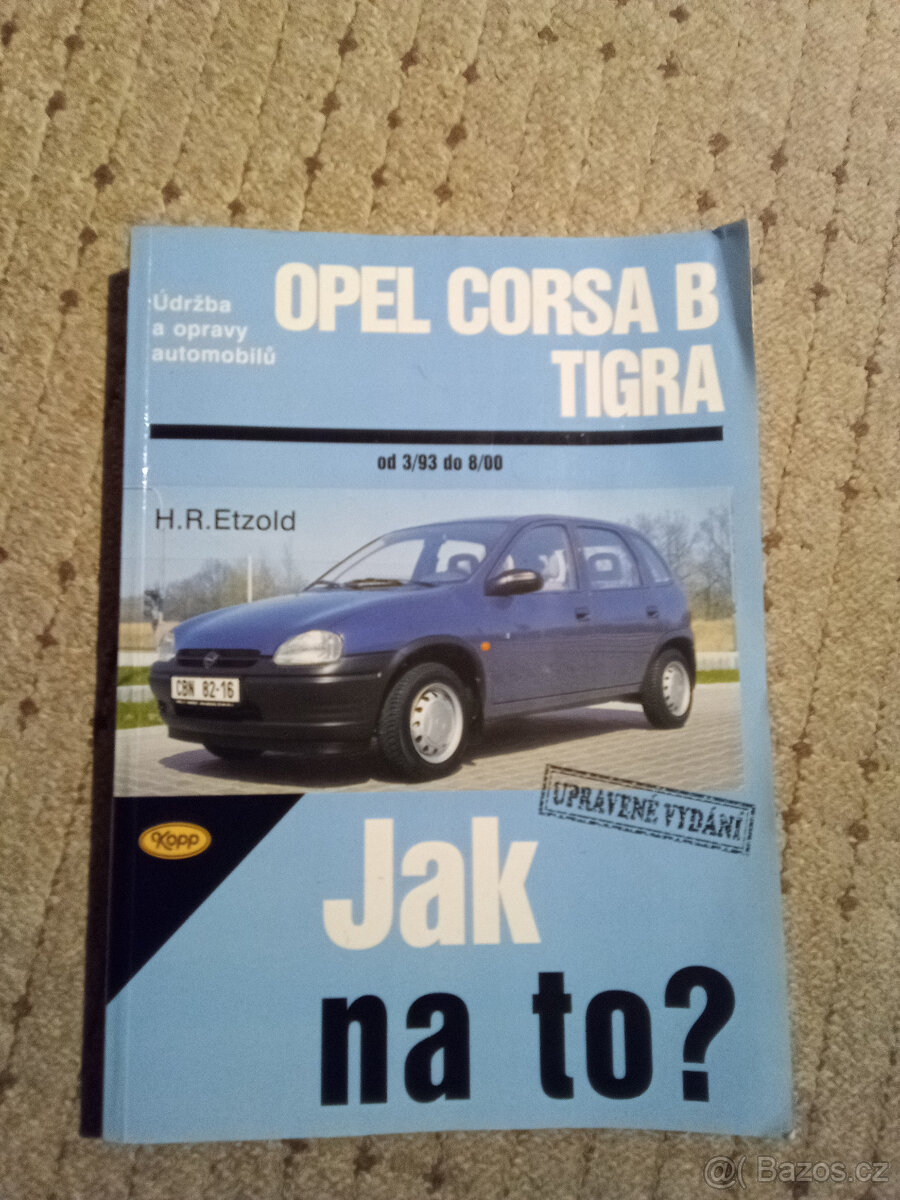 OPEL CORSA B
TIGRA
Údržba
a opravy
automobilů
od 3/93 do 8/00
H.R.Etzold
CBN 82-16
UPRAVENÉ VYDÁNÍ
Kopp
Jak
na to?
@( Bazos.cz